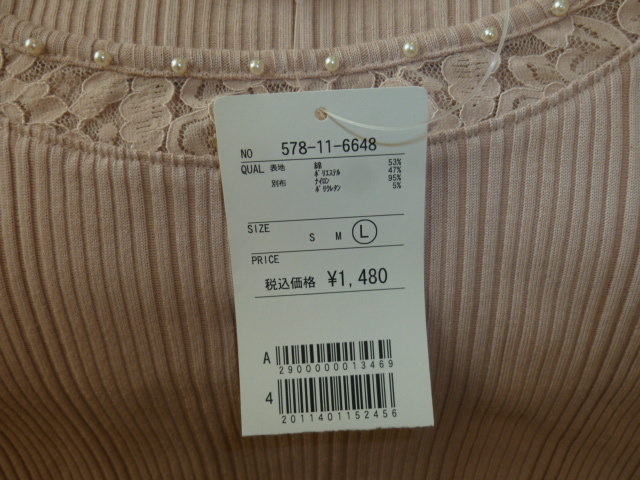 NO 578-11-6648
QUAL 表地 綿 53%
ポリエステル 47%
別布 ナイロン 95%
ポリウレタン 5%
SIZE S M L
PRICE
税込価格 ¥1,480
A
2900000013469
4
2011401152456